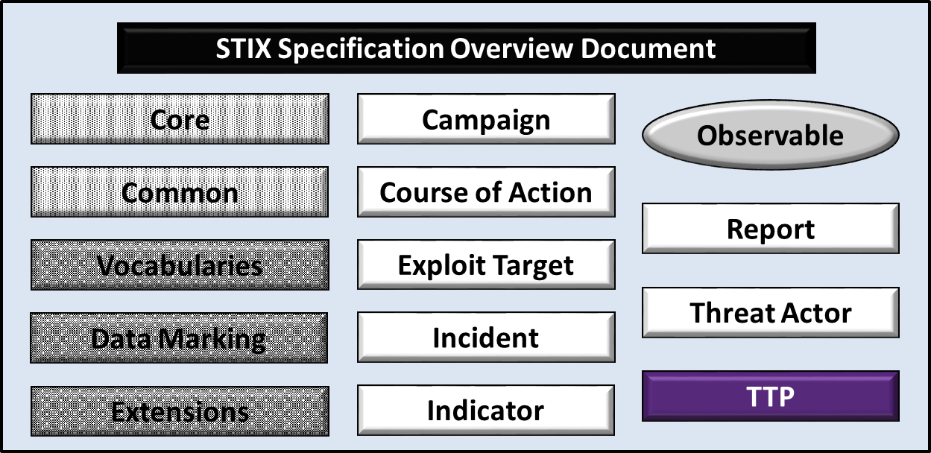 STIX Specification Overview Document
Core
Common
Vocabularies
Data Marking
Extensions
Campaign
Course of Action
Exploit Target
Incident
Indicator
Observable
Report
Threat Actor
TTP